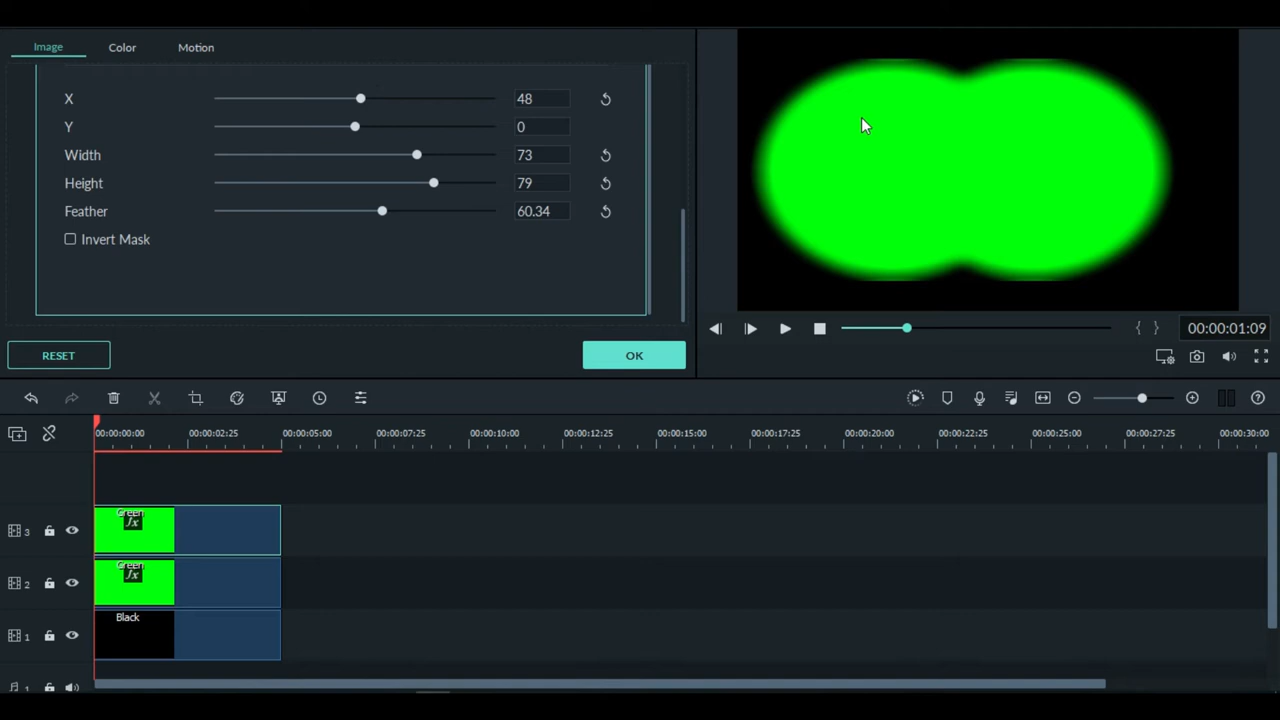 Image Color Motion
X 48
Y 0
Width 73
Height 79
Feather 60.34
Invert Mask
{ } 00:00:01:09
RESET OK
00:00:00:00 00:00:02:25 00:00:05:00 00:00:07:25 00:00:10:00 00:00:12:25 00:00:15:00 00:00:17:25 00:00:20:00 00:00:22:25 00:00:25:00 00:00:27:25 00:00:30:00
Green
fx
3
Green
fx
2
Black
1
1